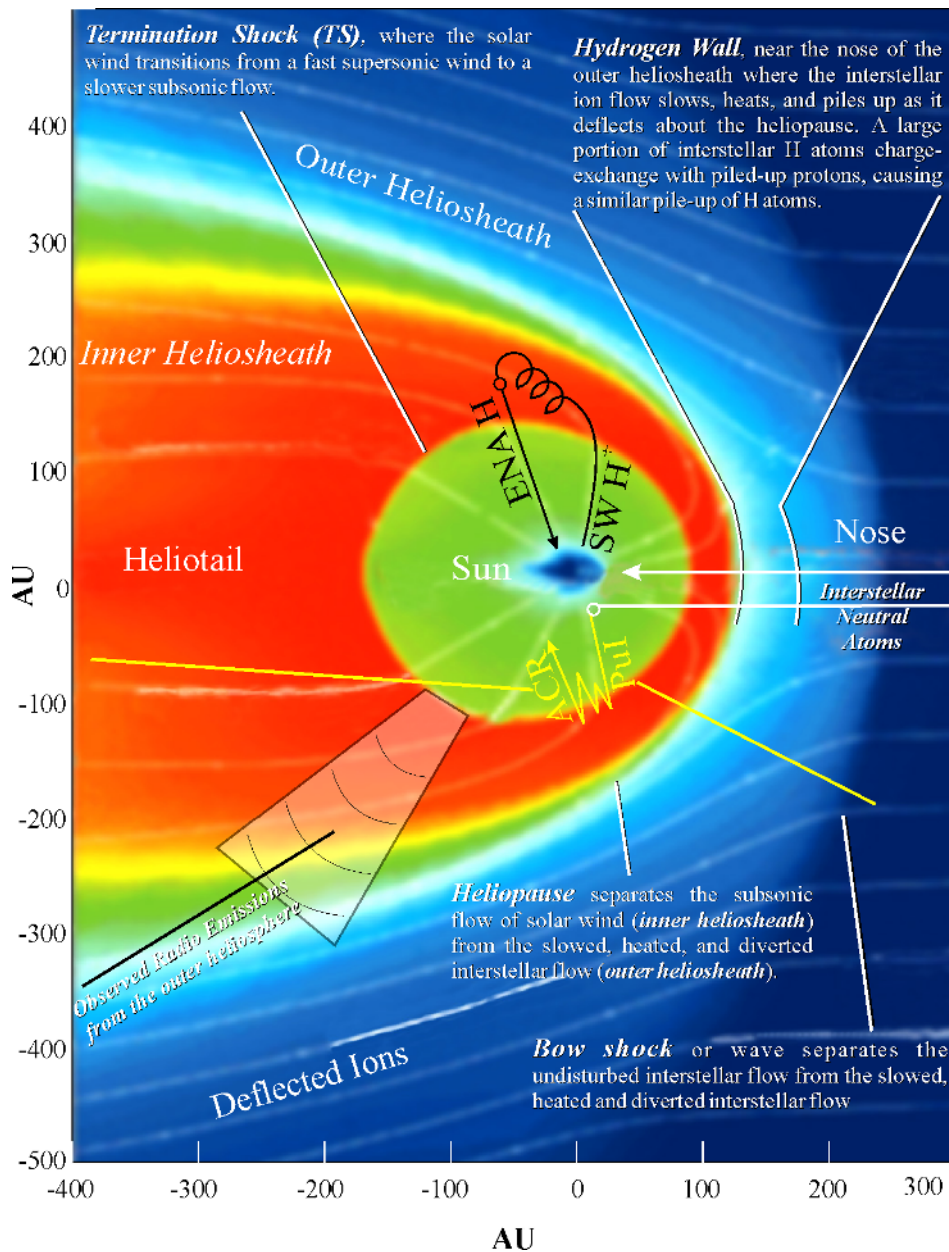 Termination Shock (TS), where the solar
wind transitions from a fast supersonic wind to a
slower subsonic flow.
Hydrogen Wall, near the nose of the
outer heliosheath where the interstellar
ion flow slows, heats, and piles up as it
deflects about the heliopause. A large
portion of interstellar H atoms charge-
exchange with piled-up protons, causing
a similar pile-up of H atoms.
400
300
200
100
0
-100
-200
-300
-400
-500
AU
Outer Heliosheath
Inner Heliosheath
ENA H
SW H+
Heliotail
Sun
Nose
Interstellar
Neutral
Atoms
ACR
PuI
Observed Radio Emissions
from the outer heliosphere
Heliopause separates the subsonic
flow of solar wind (inner heliosheath)
from the slowed, heated, and diverted
interstellar flow (outer heliosheath).
Deflected Ions
Bow shock or wave separates the
undisturbed interstellar flow from the slowed,
heated and diverted interstellar flow
-400
-300
-200
-100
0
100
200
300
AU